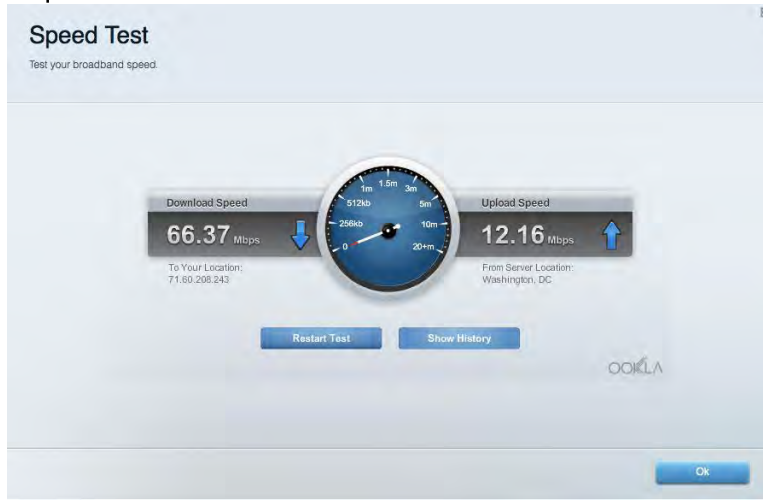 Speed Test
Test your broadband speed.
1m 1.5m 3m
512kb 5m
256kb 10m
0 20+m
Download Speed
66.37 Mbps
To Your Location:
71.60.208.243
Upload Speed
12.16 Mbps
From Server Location:
Washington, DC
Restart Test Show History
OOKLA
Ok